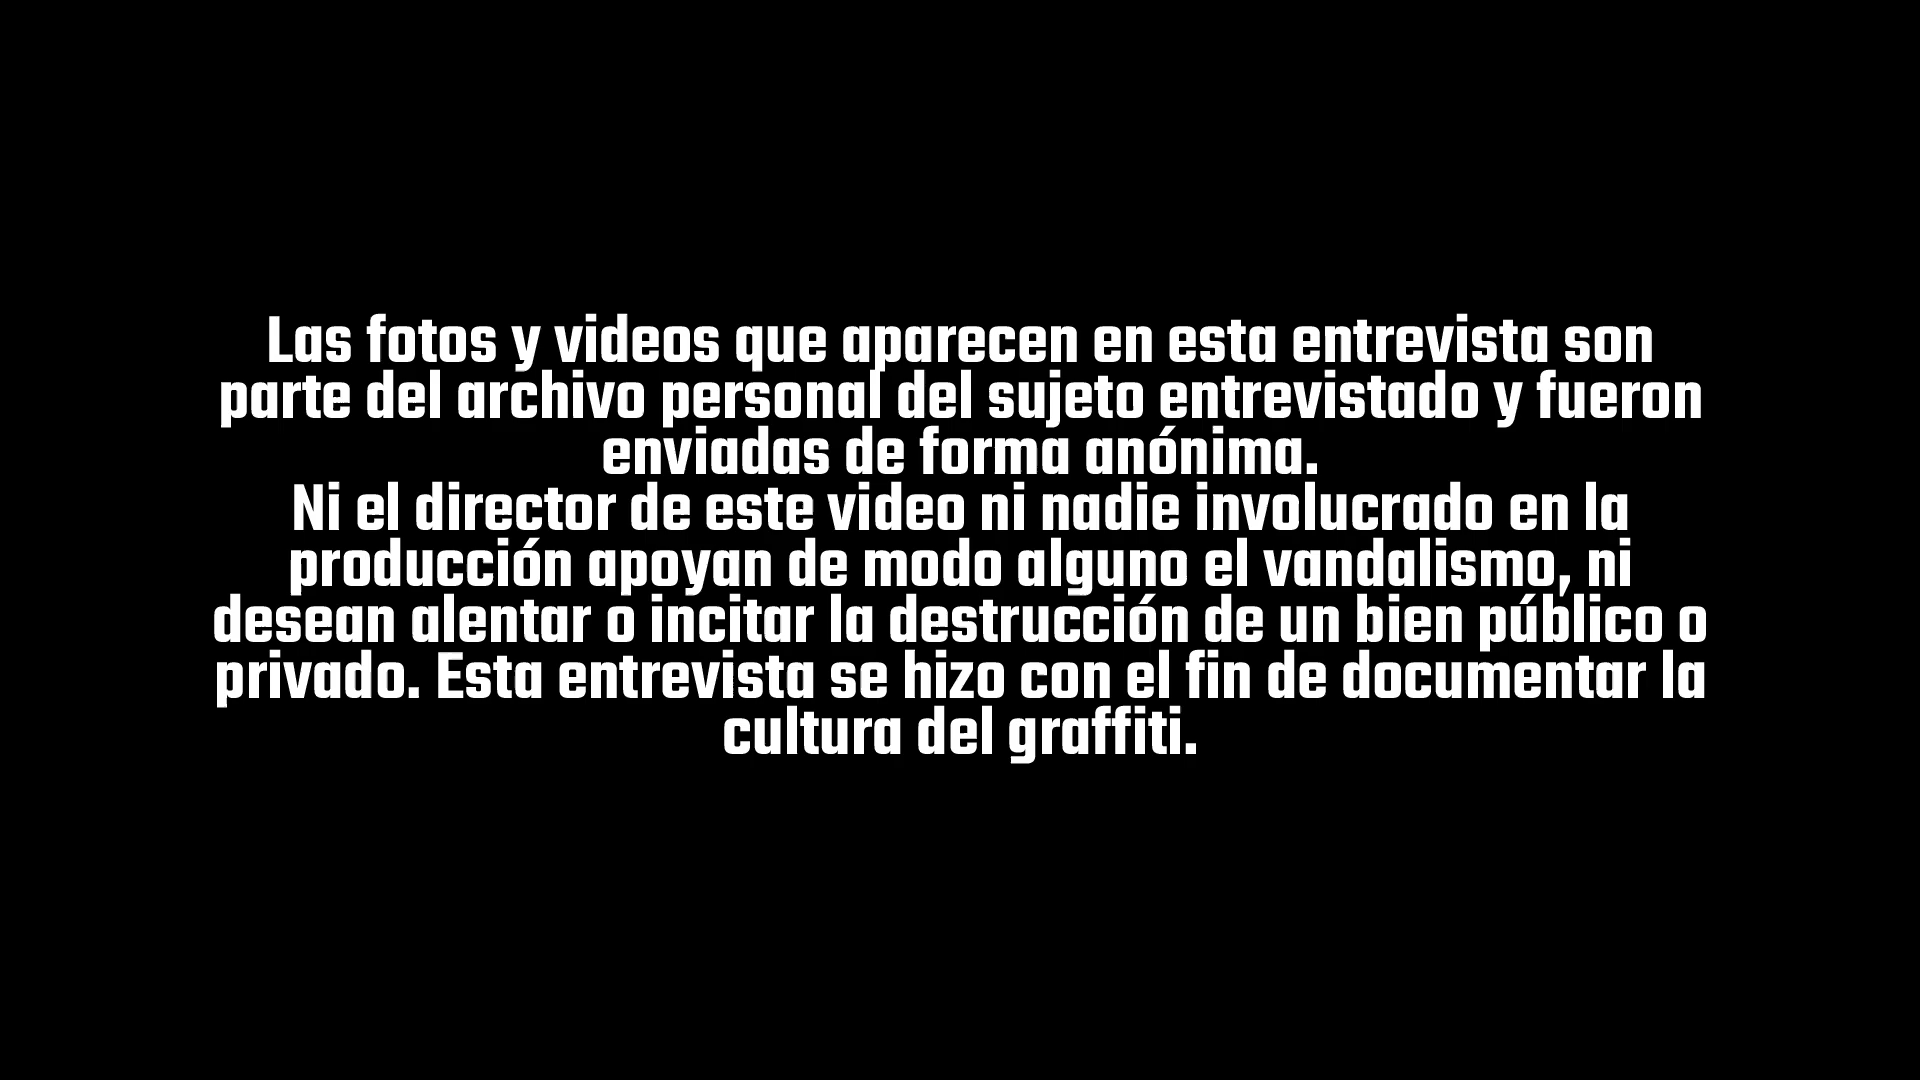 Las fotos y videos que aparecen en esta entrevista son
parte del archivo personal del sujeto entrevistado y fueron
enviadas de forma anónima.
Ni el director de este video ni nadie involucrado en la
producción apoyan de modo alguno el vandalismo, ni
desean alentar o incitar la destrucción de un bien público o
privado. Esta entrevista se hizo con el fin de documentar la
cultura del graffiti.